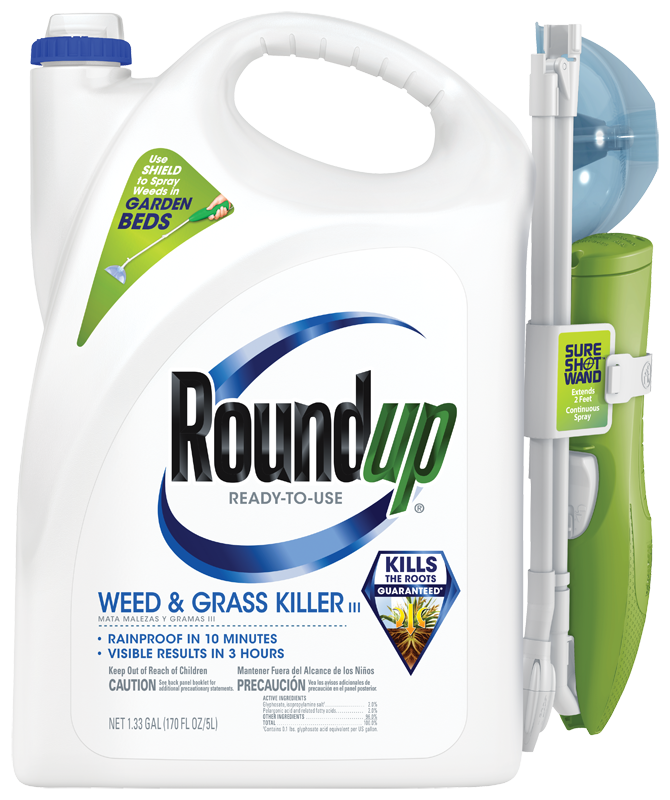 Use
SHIELD
to Spray
Weeds in
GARDEN
BEDS
SURE
SHOT
WAND
Extends
2 Feet
Continuous
Spray
Roundup
READY-TO-USE
®
KILLS
THE ROOTS
GUARANTEED*
WEED & GRASS KILLER III
MATA MALEZAS Y GRAMAS III
• RAINPROOF IN 10 MINUTES
• VISIBLE RESULTS IN 3 HOURS
Keep Out of Reach of Children
CAUTION See back panel booklet for additional precautionary statements.
Mantener Fuera del Alcance de los Niños
PRECAUCIÓN Vea los avisos adicionales de precaución en el panel posterior.
ACTIVE INGREDIENTS
Glyphosate, isopropylamine salt* 2.0%
Pelargonic and related fatty acids 2.0%
OTHER INGREDIENTS 96.0%
TOTAL 100.0%
*Contains 0.1 lbs. glyphosate acid equivalent per US gallon.
NET 1.33 GAL (170 FL OZ/5L)